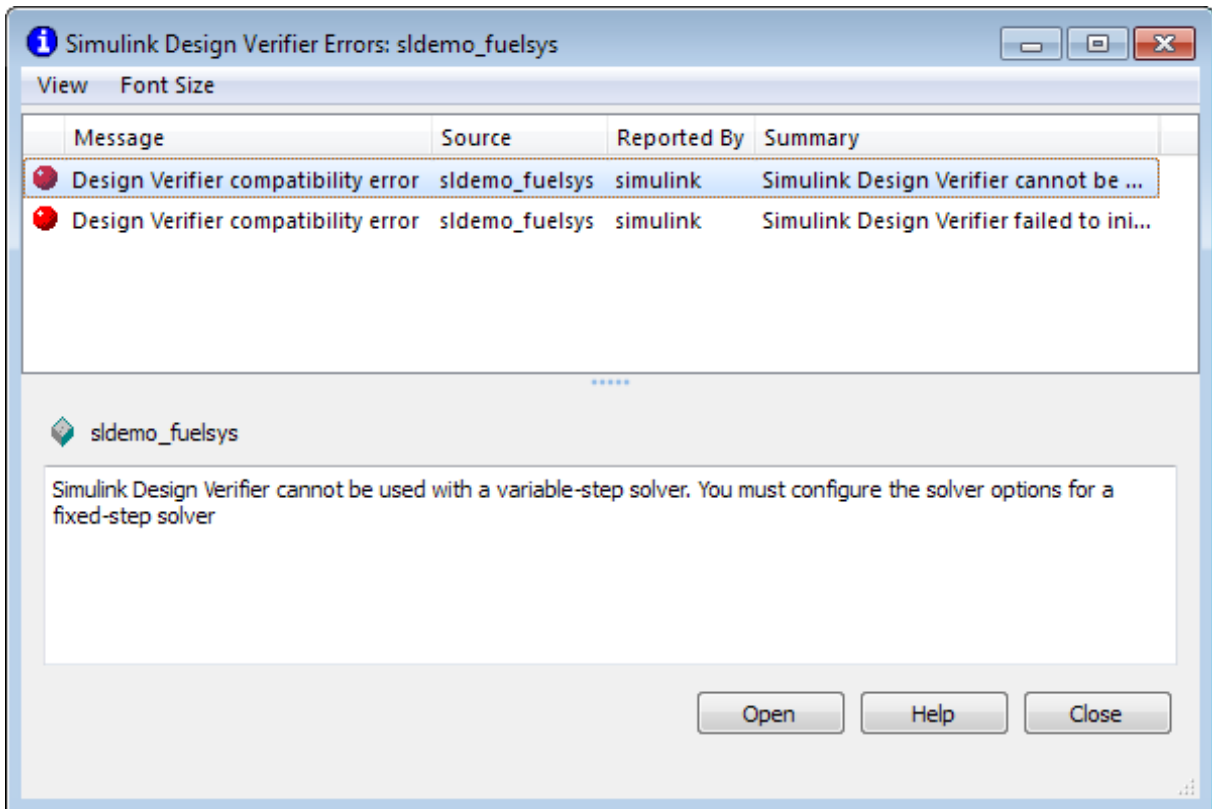 Simulink Design Verifier Errors: sldemo_fuelsys
View Font Size
Message Source Reported By Summary
Design Verifier compatibility error sldemo_fuelsys simulink Simulink Design Verifier cannot be ...
Design Verifier compatibility error sldemo_fuelsys simulink Simulink Design Verifier failed to ini...
sldemo_fuelsys
Simulink Design Verifier cannot be used with a variable-step solver. You must configure the solver options for a
fixed-step solver
Open Help Close